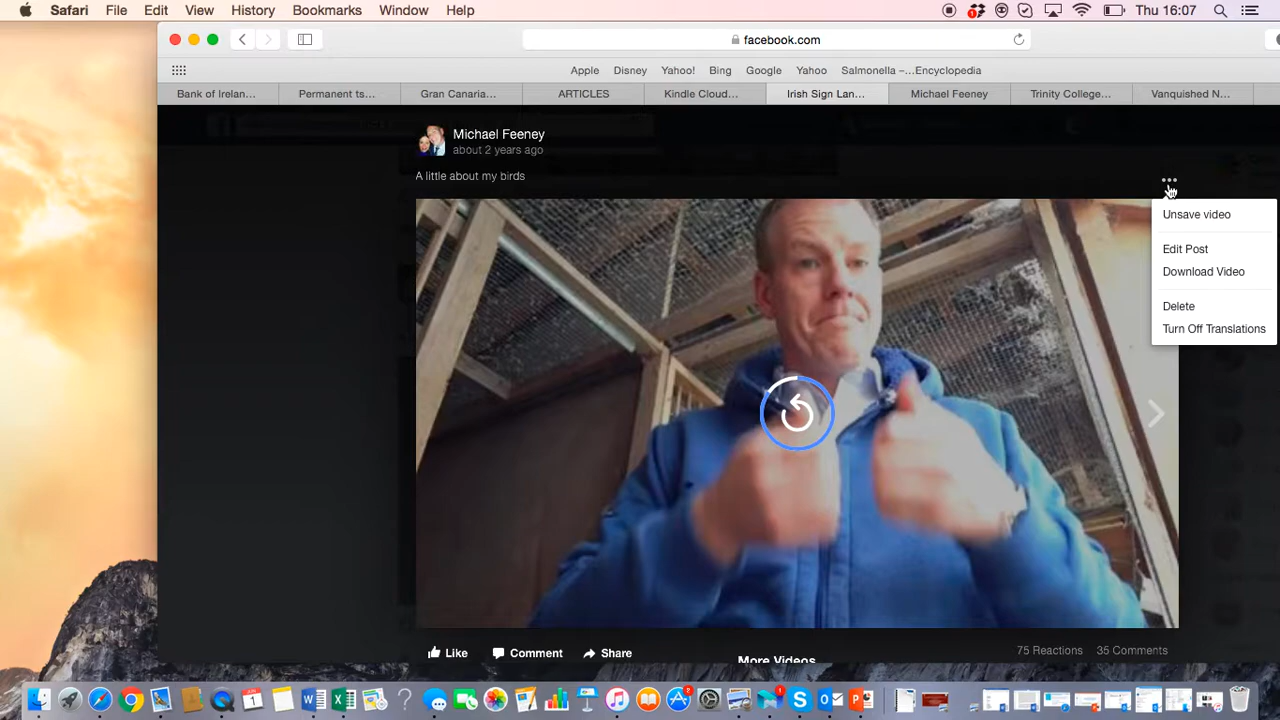 Safari File Edit View History Bookmarks Window Help Thu 16:07
facebook.com
Apple Disney Yahoo! Bing Google Yahoo Salmonella –...Encyclopedia
Bank of Irelan... Permanent ts... Gran Canaria... ARTICLES Kindle Cloud... Irish Sign Lan... Michael Feeney Trinity College... Vanquished N...
Michael Feeney
about 2 years ago
A little about my birds
Unsave video
Edit Post
Download Video
Delete
Turn Off Translations
Like Comment Share 75 Reactions 35 Comments
More Videos